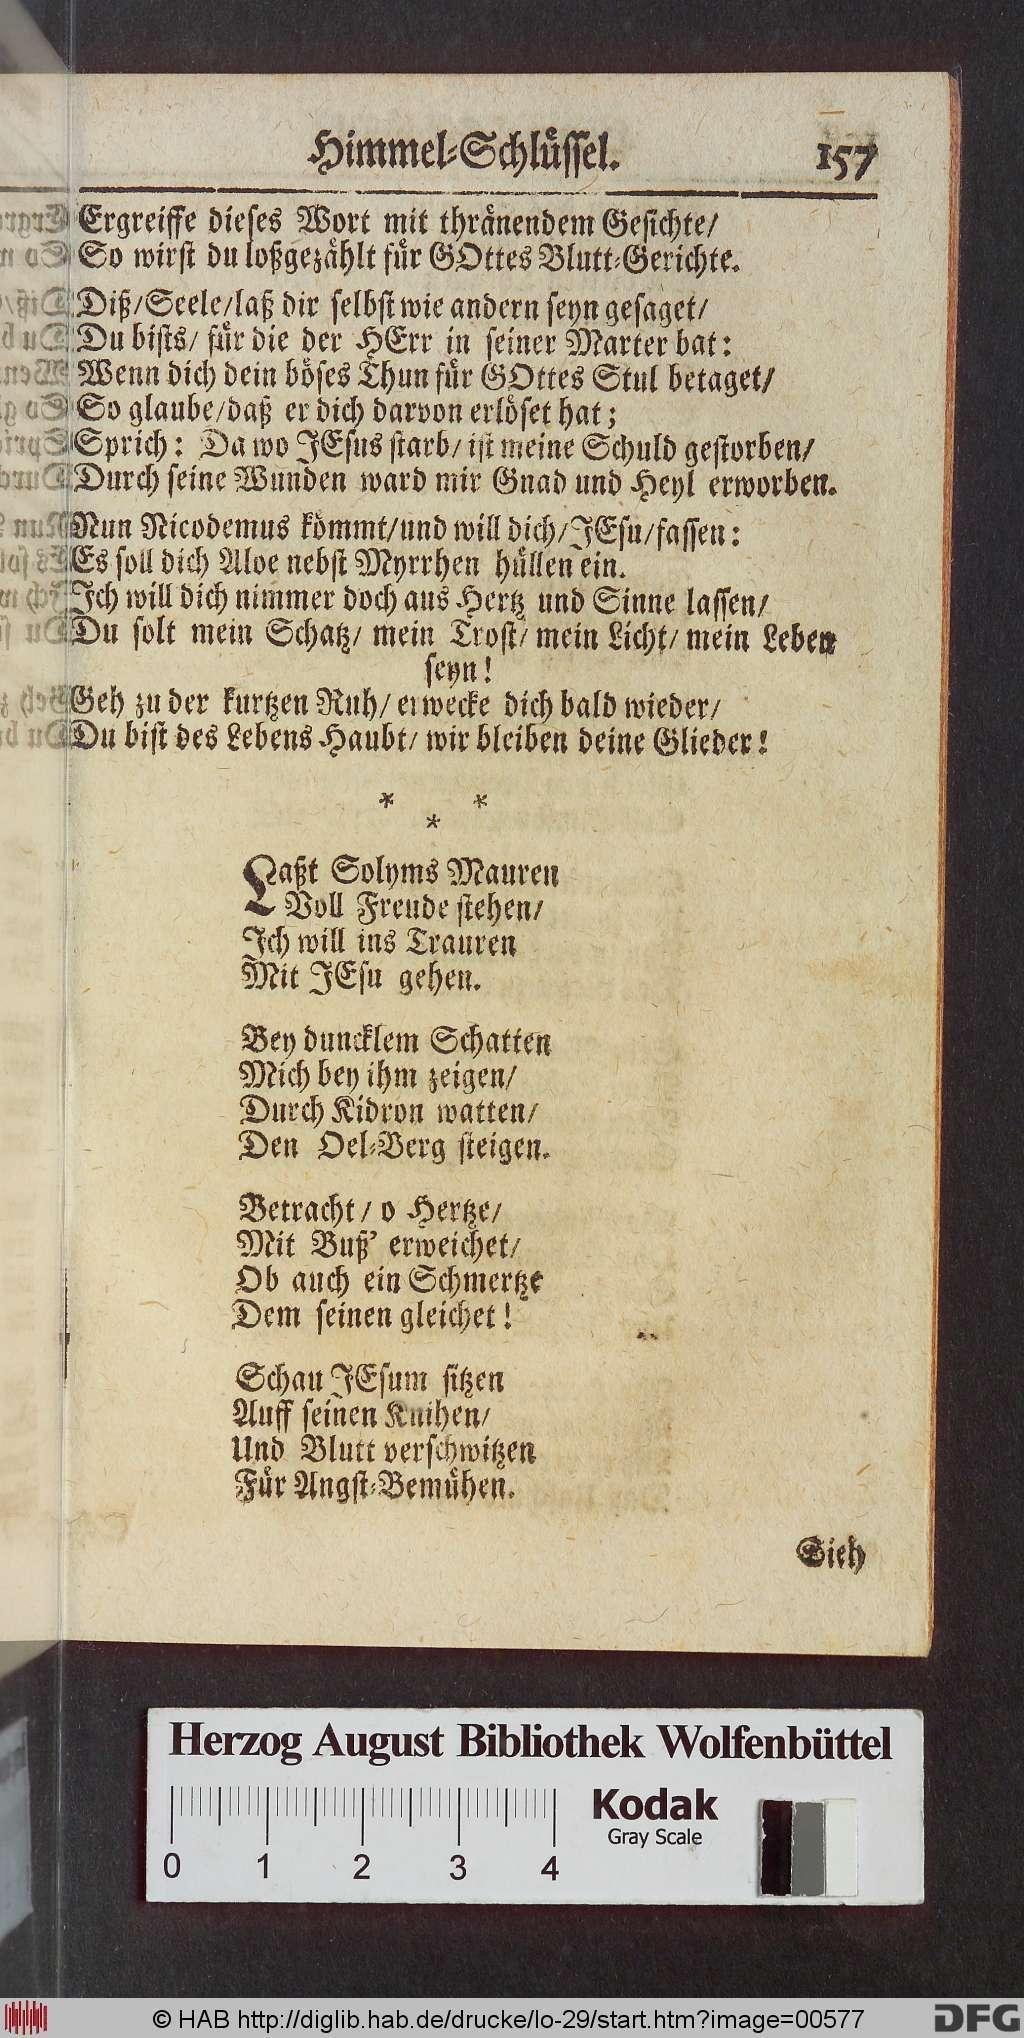 Himmel-Schlüssel. 157
Ergreiffe dieses Wort mit thränendem Gesichte/
So wirst du loßgezählt für GOttes Blutt-Gerichte.
Diß/Seele/laß dir selbst wie andern seyn gesaget/
Du bists/ für die der HErr in seiner Marter bat:
Wenn dich dein böses Thun für GOttes Stul betaget/
So glaube/daß er dich darvon erlöset hat;
Sprich: Da wo JEsus starb/ ist meine Schuld gestorben/
Durch seine Wunden ward mir Gnad und Heyl erworben.
Nun Nicodemus kömmt/und will dich/JEsu/fassen:
Es soll dich Aloe nebst Myrrhen hüllen ein.
Ich will dich nimmer doch aus Hertz und Sinne lassen/
Du solt mein Schatz/ mein Trost/ mein Licht/ mein Leben
seyn!
Geh zu der kurtzen Ruh/ erwecke dich bald wieder/
Du bist des Lebens Haubt/ wir bleiben deine Glieder!
* *
*
Laßt Solyms Mauren
Voll Freude stehen/
Ich will ins Trauren
Mit JEsu gehen.
Bey duncklem Schatten
Mich bey ihm zeigen/
Durch Kidron watten/
Den Oel-Berg steigen.
Betracht/ o Hertze/
Mit Buß' erweichet/
Ob auch ein Schmertze
Dem seinen gleichet!
Schau JEsum sitzen
Auff seinen Knihen/
Und Blutt verschwitzen
Für Angst-Bemühen.
Sieh
Herzog August Bibliothek Wolfenbüttel
Kodak
Gray Scale
0 1 2 3 4
© HAB http://diglib.hab.de/drucke/lo-29/start.htm?image=00577
DFG